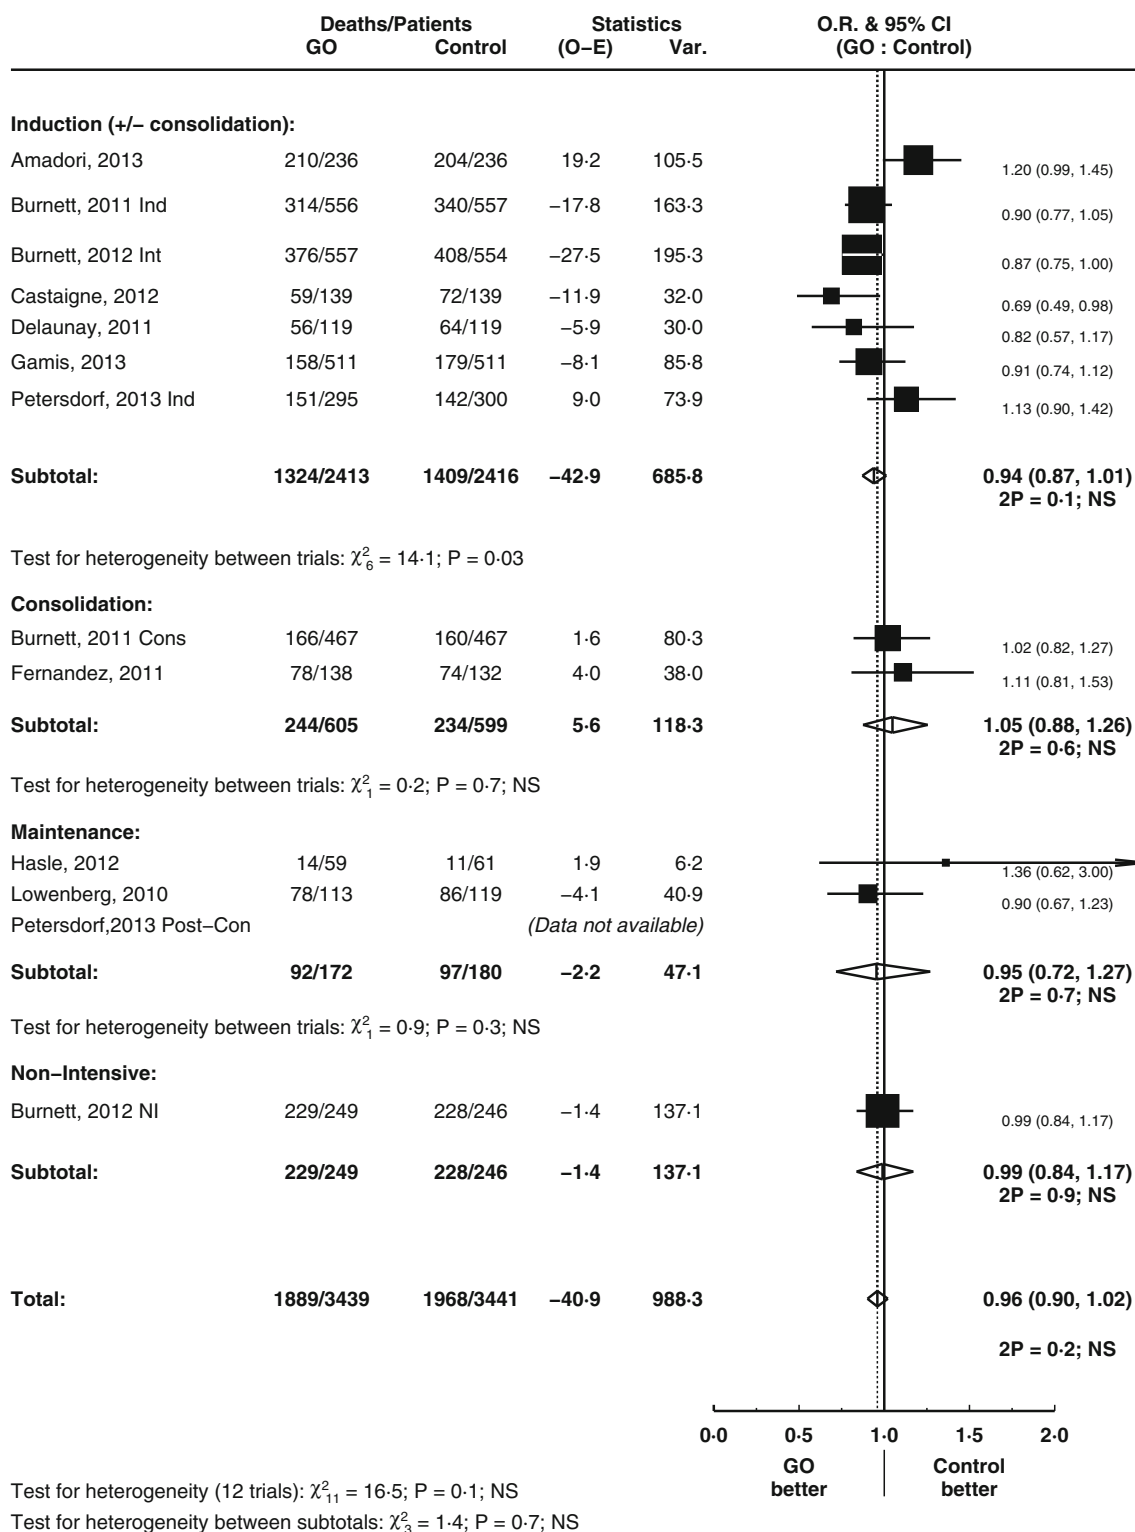 Deaths/Patients Statistics O.R. & 95% CI
GO Control (O−E) Var. (GO : Control)
Induction (+/− consolidation):
Amadori, 2013 210/236 204/236 19·2 105·5 1.20 (0.99, 1.45)
Burnett, 2011 Ind 314/556 340/557 −17·8 163·3 0.90 (0.77, 1.05)
Burnett, 2012 Int 376/557 408/554 −27·5 195·3 0.87 (0.75, 1.00)
Castaigne, 2012 59/139 72/139 −11·9 32·0 0.69 (0.49, 0.98)
Delaunay, 2011 56/119 64/119 −5·9 30·0 0.82 (0.57, 1.17)
Gamis, 2013 158/511 179/511 −8·1 85·8 0.91 (0.74, 1.12)
Petersdorf, 2013 Ind 151/295 142/300 9·0 73·9 1.13 (0.90, 1.42)
Subtotal: 1324/2413 1409/2416 −42·9 685·8 0.94 (0.87, 1.01)
2P = 0·1; NS
Test for heterogeneity between trials: χ²₆ = 14·1; P = 0·03
Consolidation:
Burnett, 2011 Cons 166/467 160/467 1·6 80·3 1.02 (0.82, 1.27)
Fernandez, 2011 78/138 74/132 4·0 38·0 1.11 (0.81, 1.53)
Subtotal: 244/605 234/599 5·6 118·3 1.05 (0.88, 1.26)
2P = 0·6; NS
Test for heterogeneity between trials: χ²₁ = 0·2; P = 0·7; NS
Maintenance:
Hasle, 2012 14/59 11/61 1·9 6·2 1.36 (0.62, 3.00)
Lowenberg, 2010 78/113 86/119 −4·1 40·9 0.90 (0.67, 1.23)
Petersdorf,2013 Post−Con (Data not available)
Subtotal: 92/172 97/180 −2·2 47·1 0.95 (0.72, 1.27)
2P = 0·7; NS
Test for heterogeneity between trials: χ²₁ = 0·9; P = 0·3; NS
Non−Intensive:
Burnett, 2012 NI 229/249 228/246 −1·4 137·1 0.99 (0.84, 1.17)
Subtotal: 229/249 228/246 −1·4 137·1 0.99 (0.84, 1.17)
2P = 0·9; NS
Total: 1889/3439 1968/3441 −40·9 988·3 0.96 (0.90, 1.02)
2P = 0·2; NS
0·0 0·5 1·0 1·5 2·0
GO Control
better better
Test for heterogeneity (12 trials): χ²₁₁ = 16·5; P = 0·1; NS
Test for heterogeneity between subtotals: χ²₃ = 1·4; P = 0·7; NS